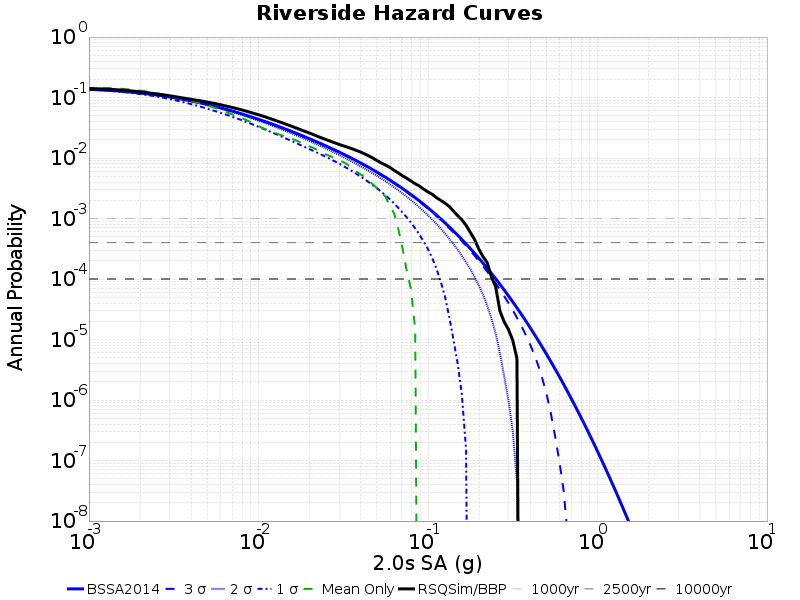 Riverside Hazard Curves
Annual Probability
10^0
10^-1
10^-2
10^-3
10^-4
10^-5
10^-6
10^-7
10^-8
10^-3 10^-2 10^-1 10^0 10^1
2.0s SA (g)
BSSA2014 3 σ 2 σ 1 σ Mean Only RSQSim/BBP 1000yr 2500yr 10000yr